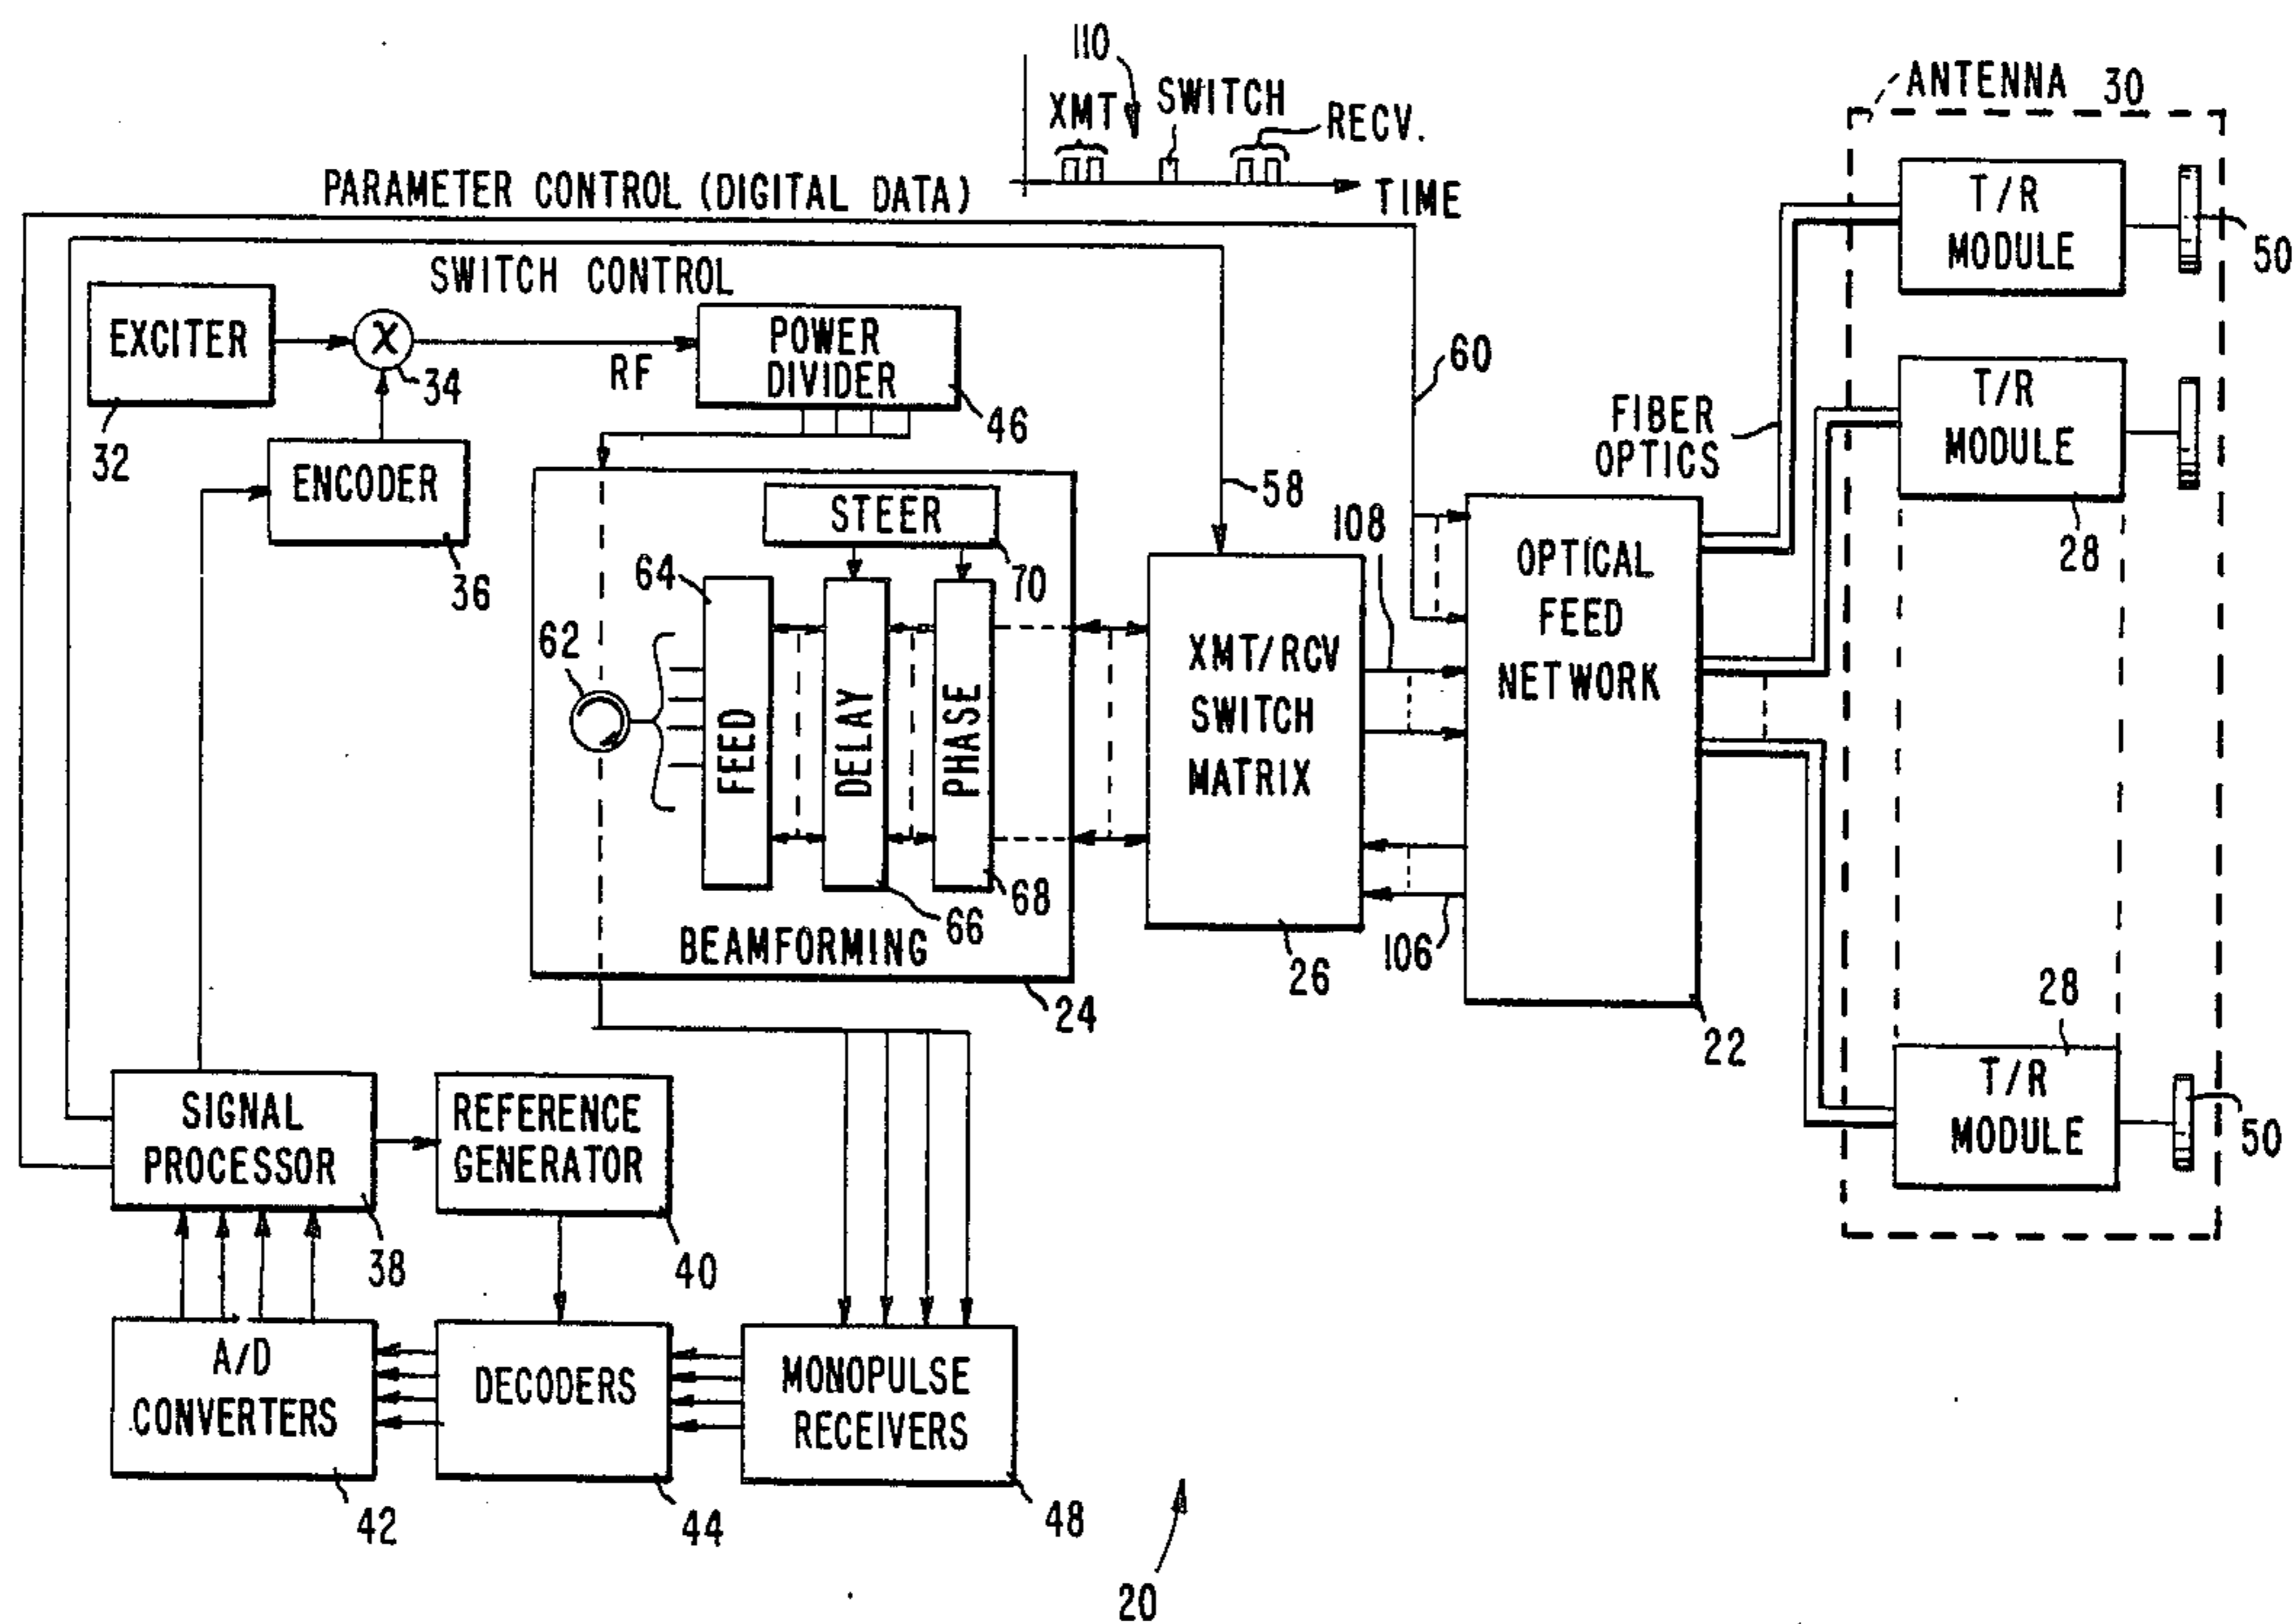 110
XMT
SWITCH
RECV.
TIME
ANTENNA 30
PARAMETER CONTROL (DIGITAL DATA)
SWITCH CONTROL
EXCITER
32
X
34
RF
POWER
DIVIDER
46
ENCODER
36
60
58
FIBER
OPTICS
T/R
MODULE
50
T/R
MODULE
28
STEER
70
64
62
FEED
DELAY
PHASE
66
68
BEAMFORMING
24
XMT/RCV
SWITCH
MATRIX
26
108
106
OPTICAL
FEED
NETWORK
22
28
T/R
MODULE
50
SIGNAL
PROCESSOR
38
REFERENCE
GENERATOR
40
A/D
CONVERTERS
42
DECODERS
44
MONOPULSE
RECEIVERS
48
20